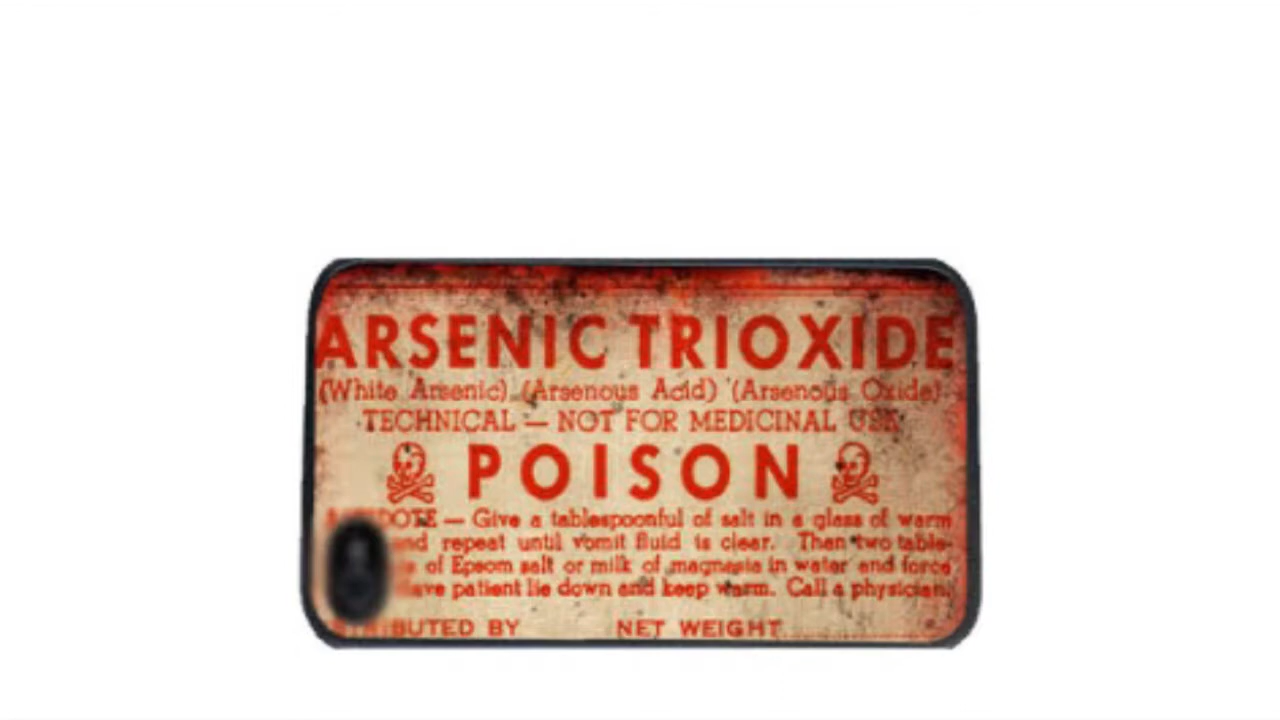 ARSENIC TRIOXIDE
(White Arsenic) (Arsenous Acid) (Arsenous Oxide)
TECHNICAL — NOT FOR MEDICINAL USE
POISON
— Give a tablespoonful of salt in a glass of warm
and repeat until vomit fluid is clear. Then two table-
of Epsom salt or milk of magnesia in water and force
patient lie down and keep warm. Call a physician.
BY NET WEIGHT